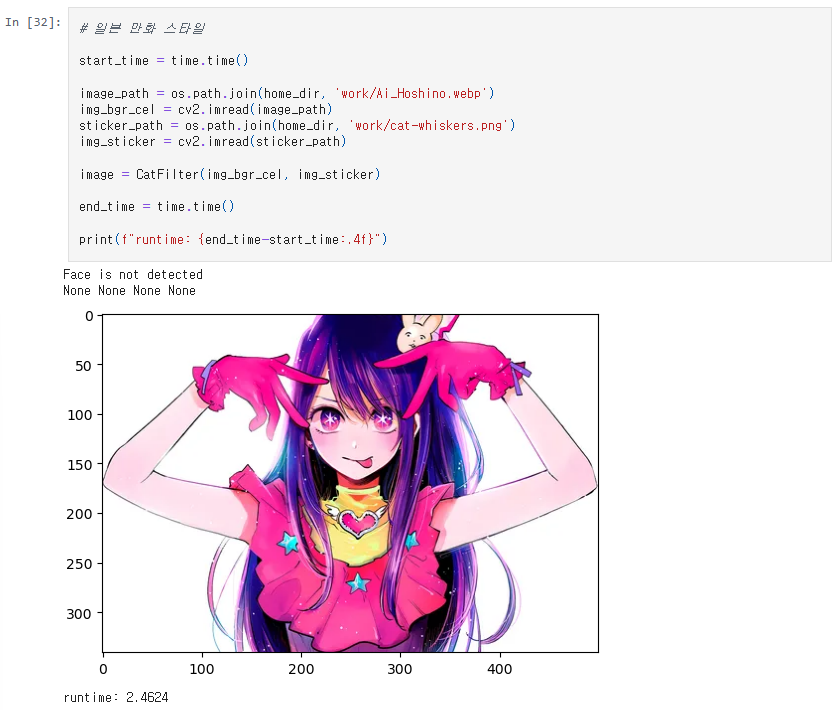 In [32]:
# 일본 만화 스타일
start_time = time.time()
image_path = os.path.join(home_dir, 'work/Ai_Hoshino.webp')
img_bgr_cel = cv2.imread(image_path)
sticker_path = os.path.join(home_dir, 'work/cat-whiskers.png')
img_sticker = cv2.imread(sticker_path)
image = CatFilter(img_bgr_cel, img_sticker)
end_time = time.time()
print(f"runtime: {end_time-start_time:.4f}")
Face is not detected
None None None None
0
50
100
150
200
250
300
0 100 200 300 400
runtime: 2.4624